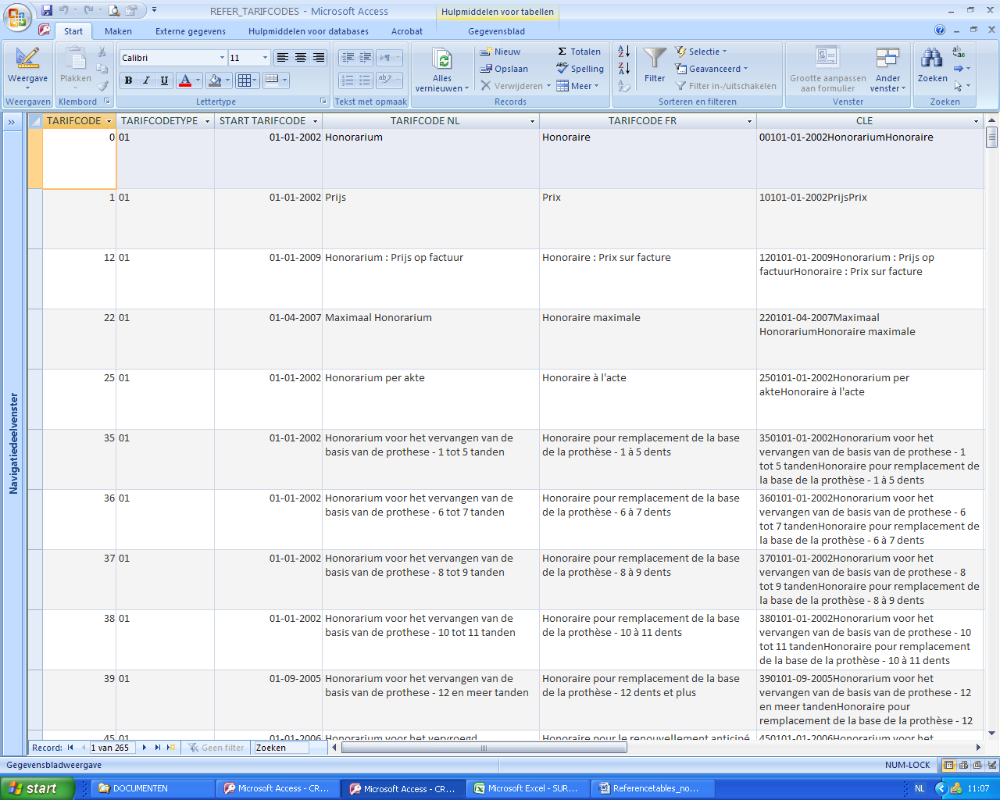 REFER_TARIFCODES - Microsoft Access
Hulpmiddelen voor tabellen
Start Maken Externe gegevens Hulpmiddelen voor databases Acrobat Gegevensblad
Weergave
Weergaven
Plakken
Klembord
Calibri 11
B I U A
Lettertype
Tekst met opmaak
Alles vernieuwen
Nieuw
Opslaan
Verwijderen
Σ Totalen
Spelling
Meer
Records
Filter
Selectie
Geavanceerd
Filter in-/uitschakelen
Sorteren en filteren
Grootte aanpassen aan formulier
Ander venster
Venster
Zoeken
Zoeken
Navigatiedeelvenster
TARIFCODE TARIFCODETYPE START TARIFCODE TARIFCODE NL TARIFCODE FR CLE
0 01 01-01-2002 Honorarium Honoraire 00101-01-2002HonorariumHonoraire
1 01 01-01-2002 Prijs Prix 10101-01-2002PrijsPrix
12 01 01-01-2009 Honorarium : Prijs op factuur Honoraire : Prix sur facture 120101-01-2009Honorarium : Prijs op
factuurHonoraire : Prix sur facture
22 01 01-04-2007 Maximaal Honorarium Honoraire maximale 220101-04-2007Maximaal
HonorariumHonoraire maximale
25 01 01-01-2002 Honorarium per akte Honoraire à l'acte 250101-01-2002Honorarium per
akteHonoraire à l'acte
35 01 01-01-2002 Honorarium voor het vervangen van de Honoraire pour remplacement de la base 350101-01-2002Honorarium voor het
basis van de prothese - 1 tot 5 tanden de la prothèse - 1 à 5 dents vervangen van de basis van de prothese - 1
tot 5 tandenHonoraire pour remplacement de
la base de la prothèse - 1 à 5 dents
36 01 01-01-2002 Honorarium voor het vervangen van de Honoraire pour remplacement de la base 360101-01-2002Honorarium voor het
basis van de prothese - 6 tot 7 tanden de la prothèse - 6 à 7 dents vervangen van de basis van de prothese - 6
tot 7 tandenHonoraire pour remplacement de
la base de la prothèse - 6 à 7 dents
37 01 01-01-2002 Honorarium voor het vervangen van de Honoraire pour remplacement de la base 370101-01-2002Honorarium voor het
basis van de prothese - 8 tot 9 tanden de la prothèse - 8 à 9 dents vervangen van de basis van de prothese - 8
tot 9 tandenHonoraire pour remplacement de
la base de la prothèse - 8 à 9 dents
38 01 01-01-2002 Honorarium voor het vervangen van de Honoraire pour remplacement de la base 380101-01-2002Honorarium voor het
basis van de prothese - 10 tot 11 tanden de la prothèse - 10 à 11 dents vervangen van de basis van de prothese - 10
tot 11 tandenHonoraire pour remplacement
de la base de la prothèse - 10 à 11 dents
39 01 01-09-2005 Honorarium voor het vervangen van de Honoraire pour remplacement de la base 390101-09-2005Honorarium voor het
basis van de prothese - 12 en meer tanden de la prothèse - 12 dents et plus vervangen van de basis van de prothese - 12
en meer tandenHonoraire pour
remplacement de la base de la prothèse - 12
45 01 01-01-2006 Honorarium voor het vervroegd Honoraire pour le renouvellement anticipé 450101-01-2006Honorarium voor het
Record: 1 van 265 Geen filter Zoeken
Gegevensbladweergave NUM-LOCK
start DOCUMENTEN Microsoft Access - CR... Microsoft Access - CR... Microsoft Excel - SUR... Referencetables_no... NL 11:07